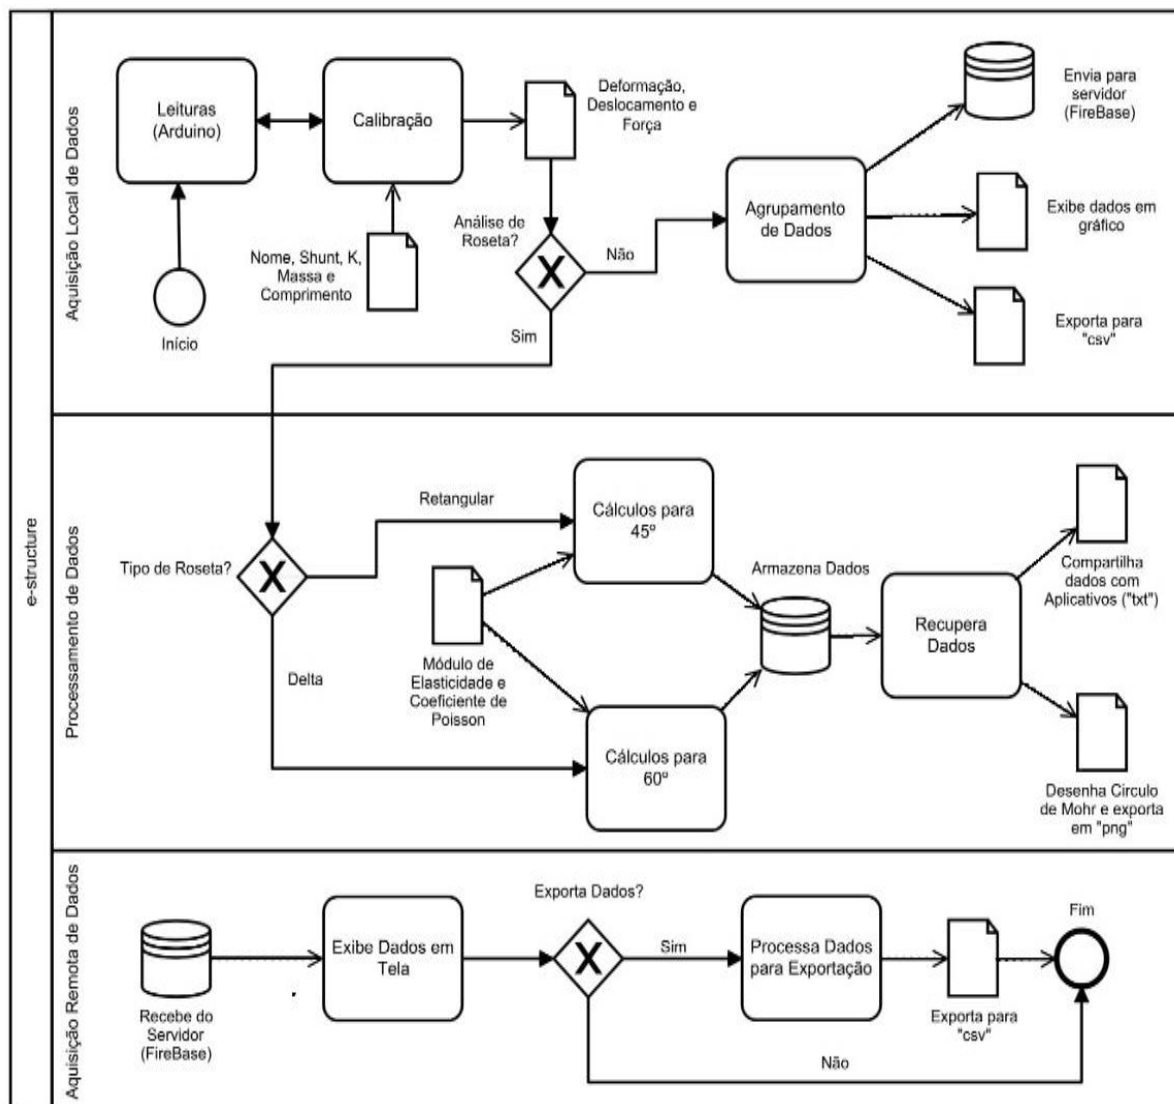 e-structure
Aquisição Local de Dados
Leituras
(Arduino)
Calibração
Deformação,
Deslocamento e
Força
Envia para
servidor
(FireBase)
Início
Nome, Shunt, K,
Massa e
Comprimento
Análise de
Roseta?
X
Não
Sim
Agrupamento
de Dados
Exibe dados em
gráfico
Exporta para
"csv"
Processamento de Dados
Tipo de Roseta?
X
Retangular
Delta
Módulo de
Elasticidade e
Coeficiente de
Poisson
Cálculos para
45º
Cálculos para
60º
Armazena Dados
Recupera
Dados
Compartilha
dados com
Aplicativos ("txt")
Desenha Circulo
de Mohr e exporta
em "png"
Aquisição Remota de Dados
Recebe do
Servidor
(FireBase)
Exibe Dados em
Tela
Exporta Dados?
X
Sim
Não
Processa Dados
para Exportação
Exporta para
"csv"
Fim